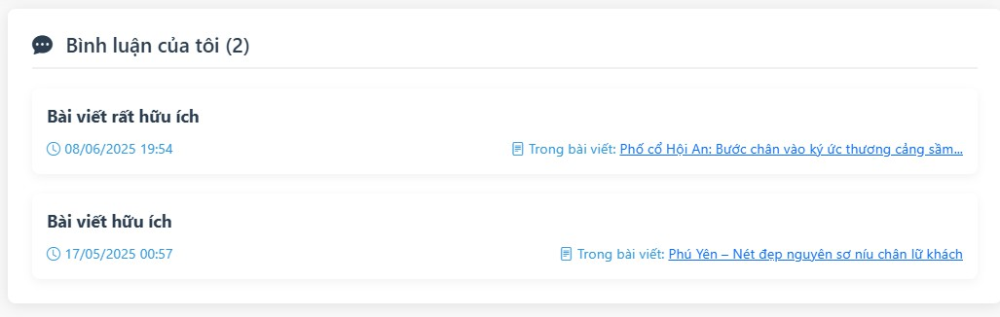 Bình luận của tôi (2)
Bài viết rất hữu ích
08/06/2025 19:54 Trong bài viết: Phố cổ Hội An: Bước chân vào ký ức thương cảng sầm...
Bài viết hữu ích
17/05/2025 00:57 Trong bài viết: Phú Yên – Nét đẹp nguyên sơ níu chân lữ khách